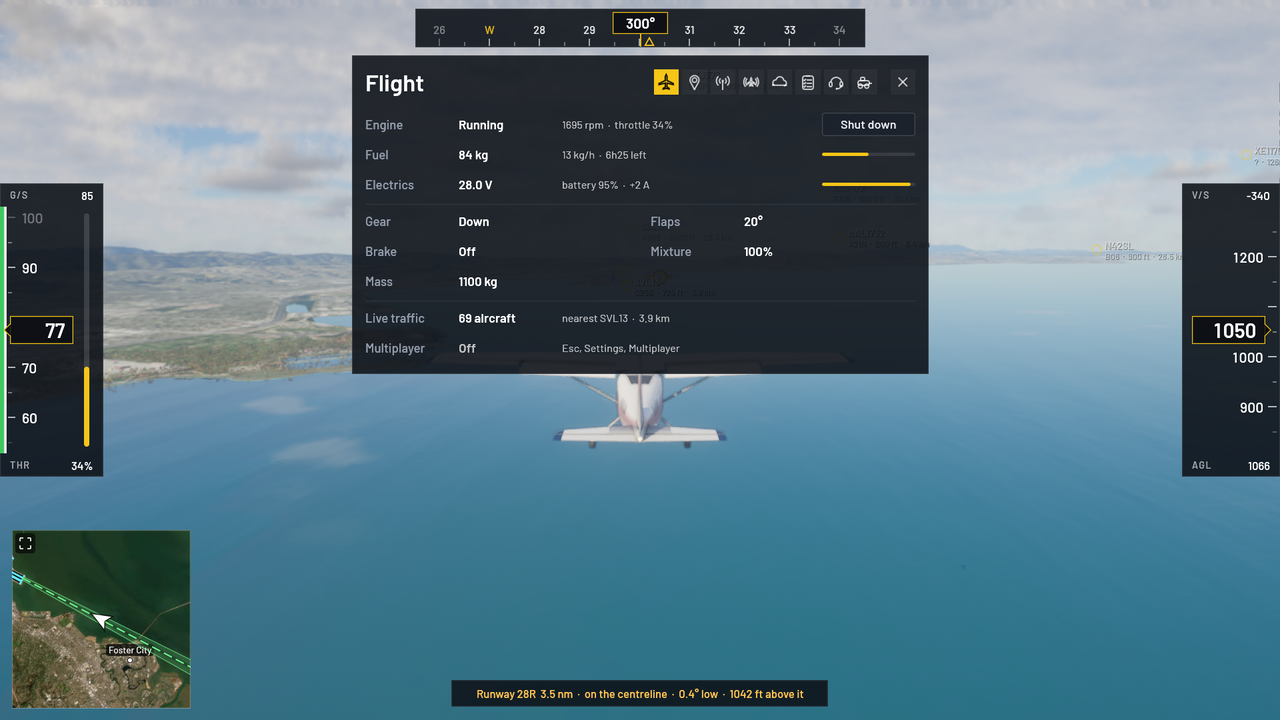 26 W 28 29 300° 31 32 33 34
Flight
Engine Running 1695 rpm · throttle 34% Shut down
Fuel 84 kg 13 kg/h · 6h25 left
Electrics 28.0 V battery 95% · +2 A
Gear Down Flaps 20°
Brake Off Mixture 100%
Mass 1100 kg
Live traffic 69 aircraft nearest SVL13 · 3.9 km
Multiplayer Off Esc, Settings, Multiplayer
G/S 85
100
90
77
70
60
THR 34%
N42SL
V/S -340
1200
1050
1000
900
AGL 1066
Foster City
Runway 28R 3.5 nm · on the centreline · 0.4° low · 1042 ft above it